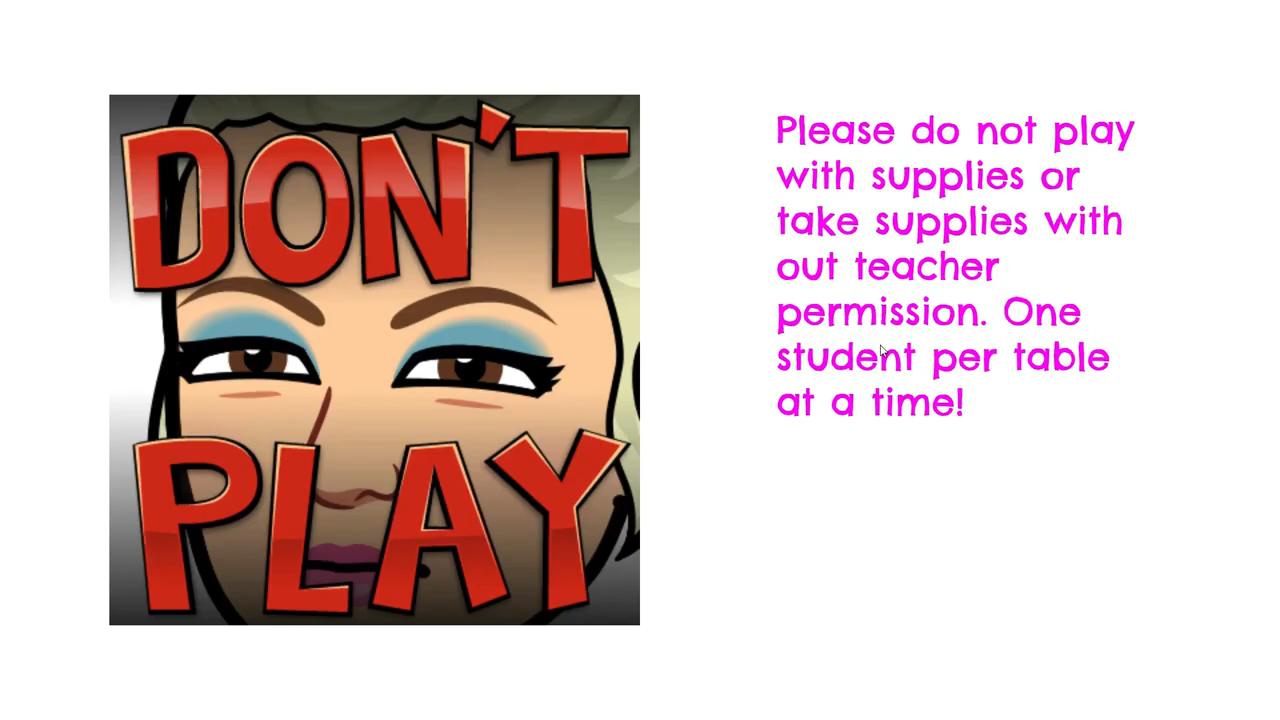 DON'T
PLAY
Please do not play
with supplies or
take supplies with
out teacher
permission. One
student per table
at a time!